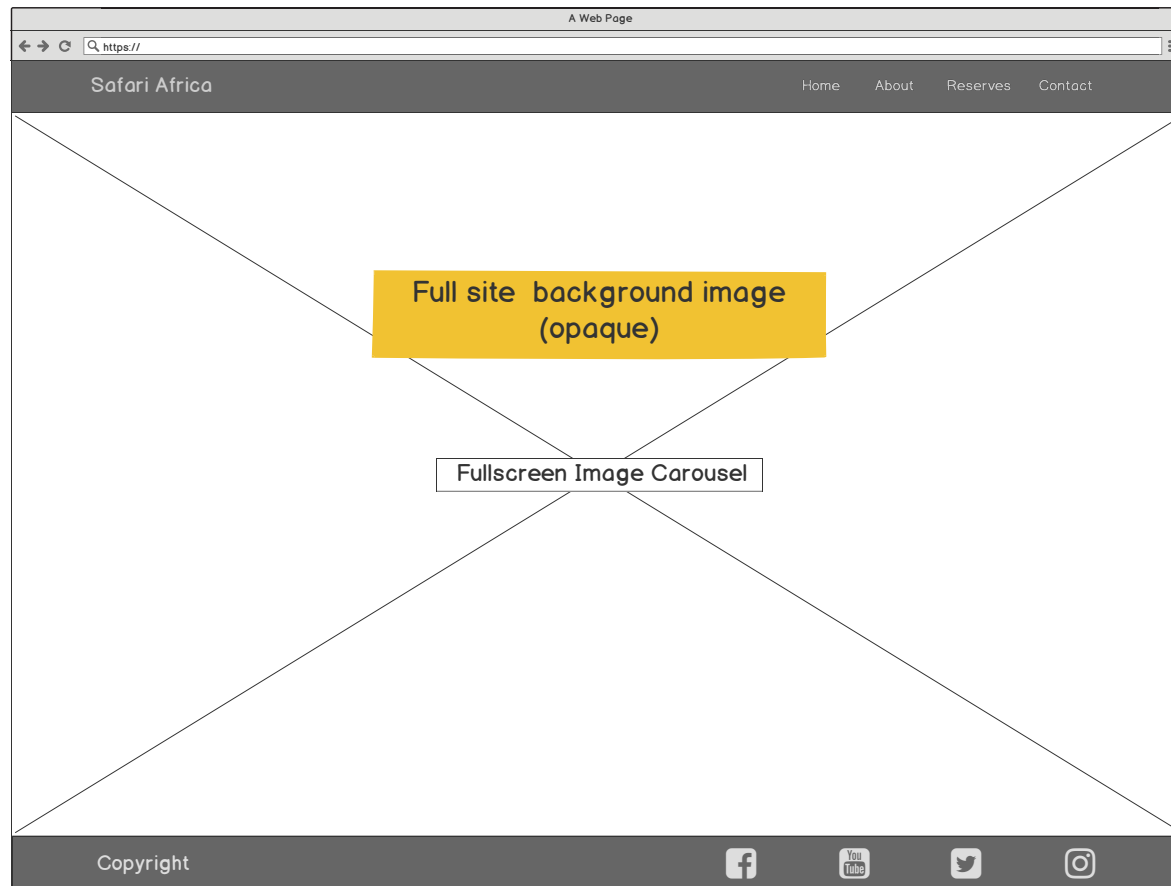 A Web Page
https://
Safari Africa Home About Reserves Contact
Full site background image
(opaque)
Fullscreen Image Carousel
Copyright
You
Tube